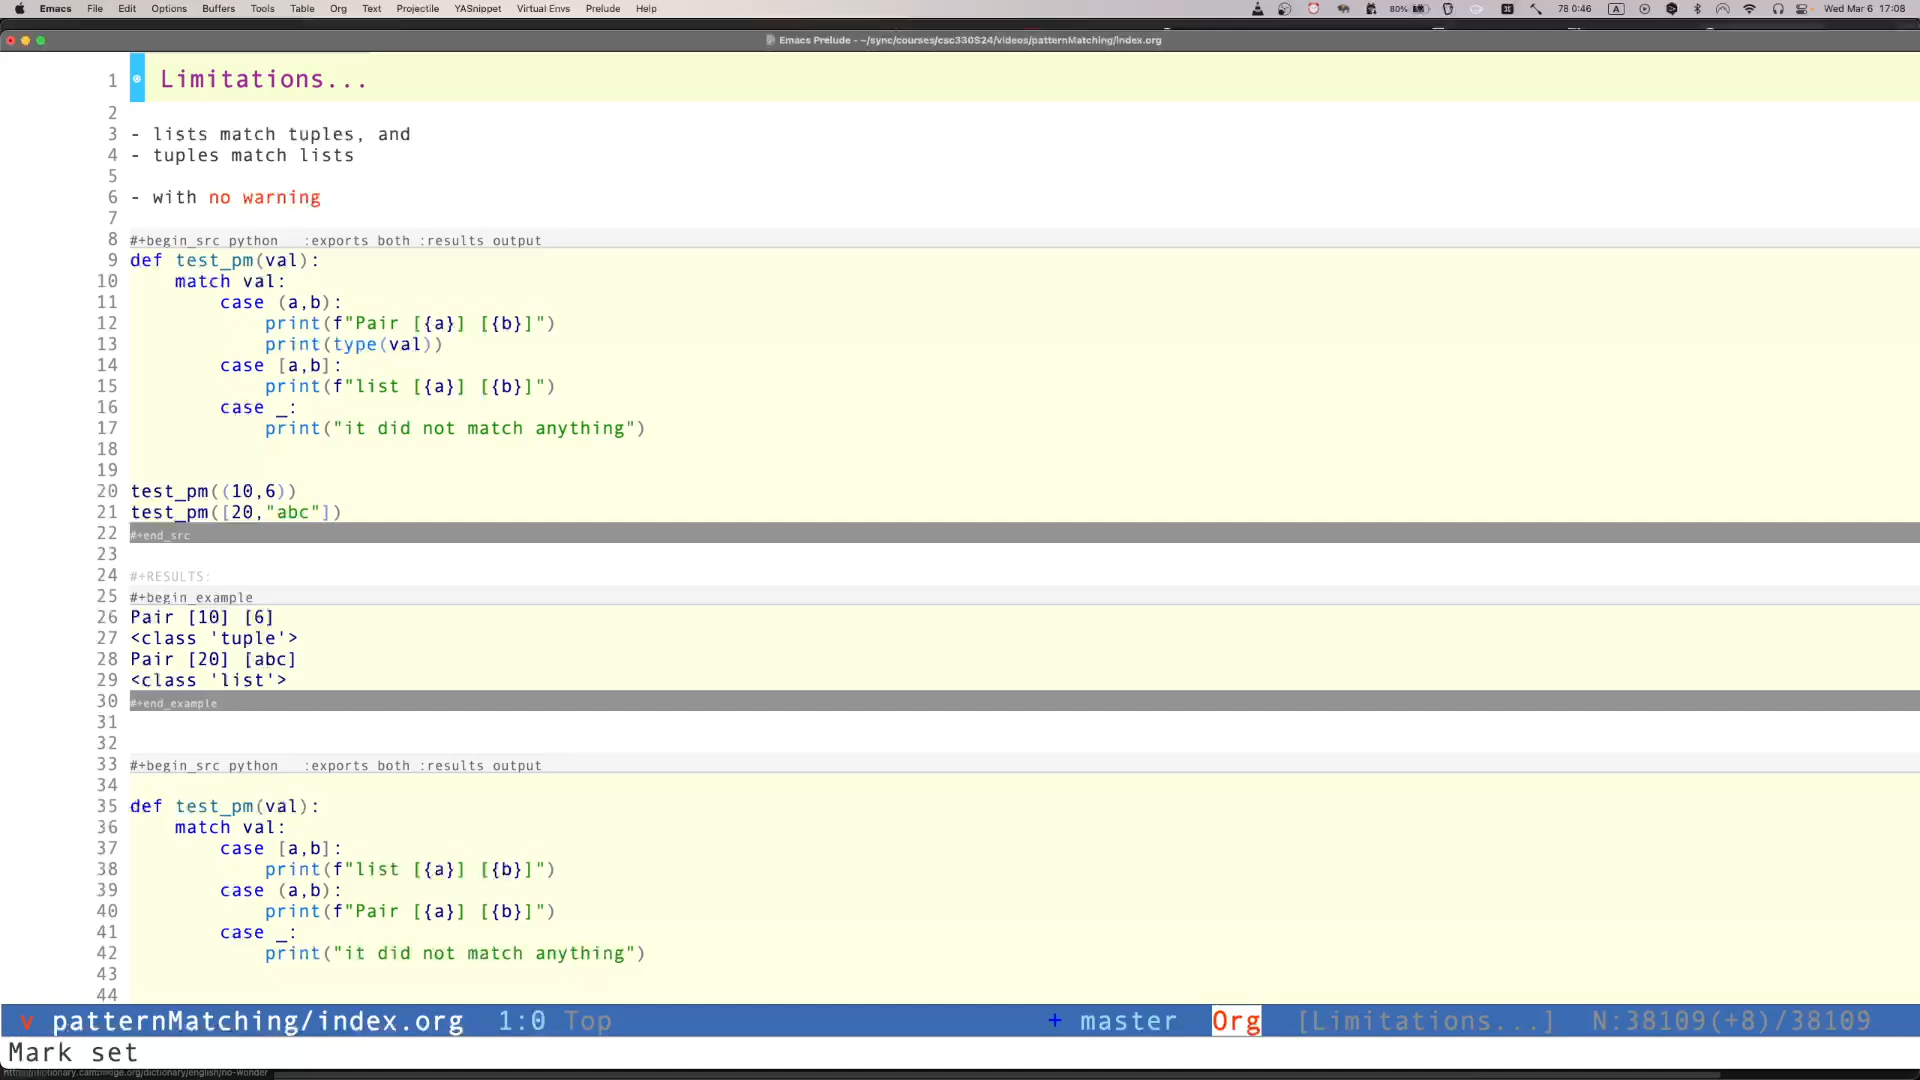 Emacs File Edit Options Buffers Tools Table Org Text Projectile YASnippet Virtual Envs Prelude Help 80% 78 0:46 A Wed Mar 6 17:08
Emacs Prelude - ~/sync/courses/csc330S24/videos/patternMatching/index.org
1 Limitations...
2
3 - lists match tuples, and
4 - tuples match lists
5
6 - with no warning
7
8 #+begin_src python :exports both :results output
9 def test_pm(val):
10 match val:
11 case (a,b):
12 print(f"Pair [{a}] [{b}]")
13 print(type(val))
14 case [a,b]:
15 print(f"list [{a}] [{b}]")
16 case _:
17 print("it did not match anything")
18
19
20 test_pm((10,6))
21 test_pm([20,"abc"])
22 #+end_src
23
24 #+RESULTS:
25 #+begin_example
26 Pair [10] [6]
27 <class 'tuple'>
28 Pair [20] [abc]
29 <class 'list'>
30 #+end_example
31
32
33 #+begin_src python :exports both :results output
34
35 def test_pm(val):
36 match val:
37 case [a,b]:
38 print(f"list [{a}] [{b}]")
39 case (a,b):
40 print(f"Pair [{a}] [{b}]")
41 case _:
42 print("it did not match anything")
43
44
v patternMatching/index.org 1:0 Top + master Org [Limitations...] N:38109(+8)/38109
Mark set